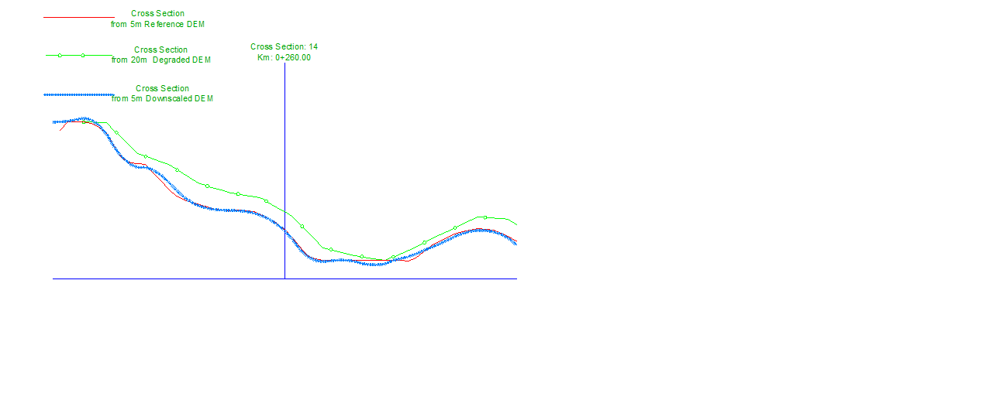 Cross Section
from 5m Reference DEM
Cross Section
from 20m Degraded DEM
Cross Section: 14
Km: 0+260.00
Cross Section
from 5m Downscaled DEM